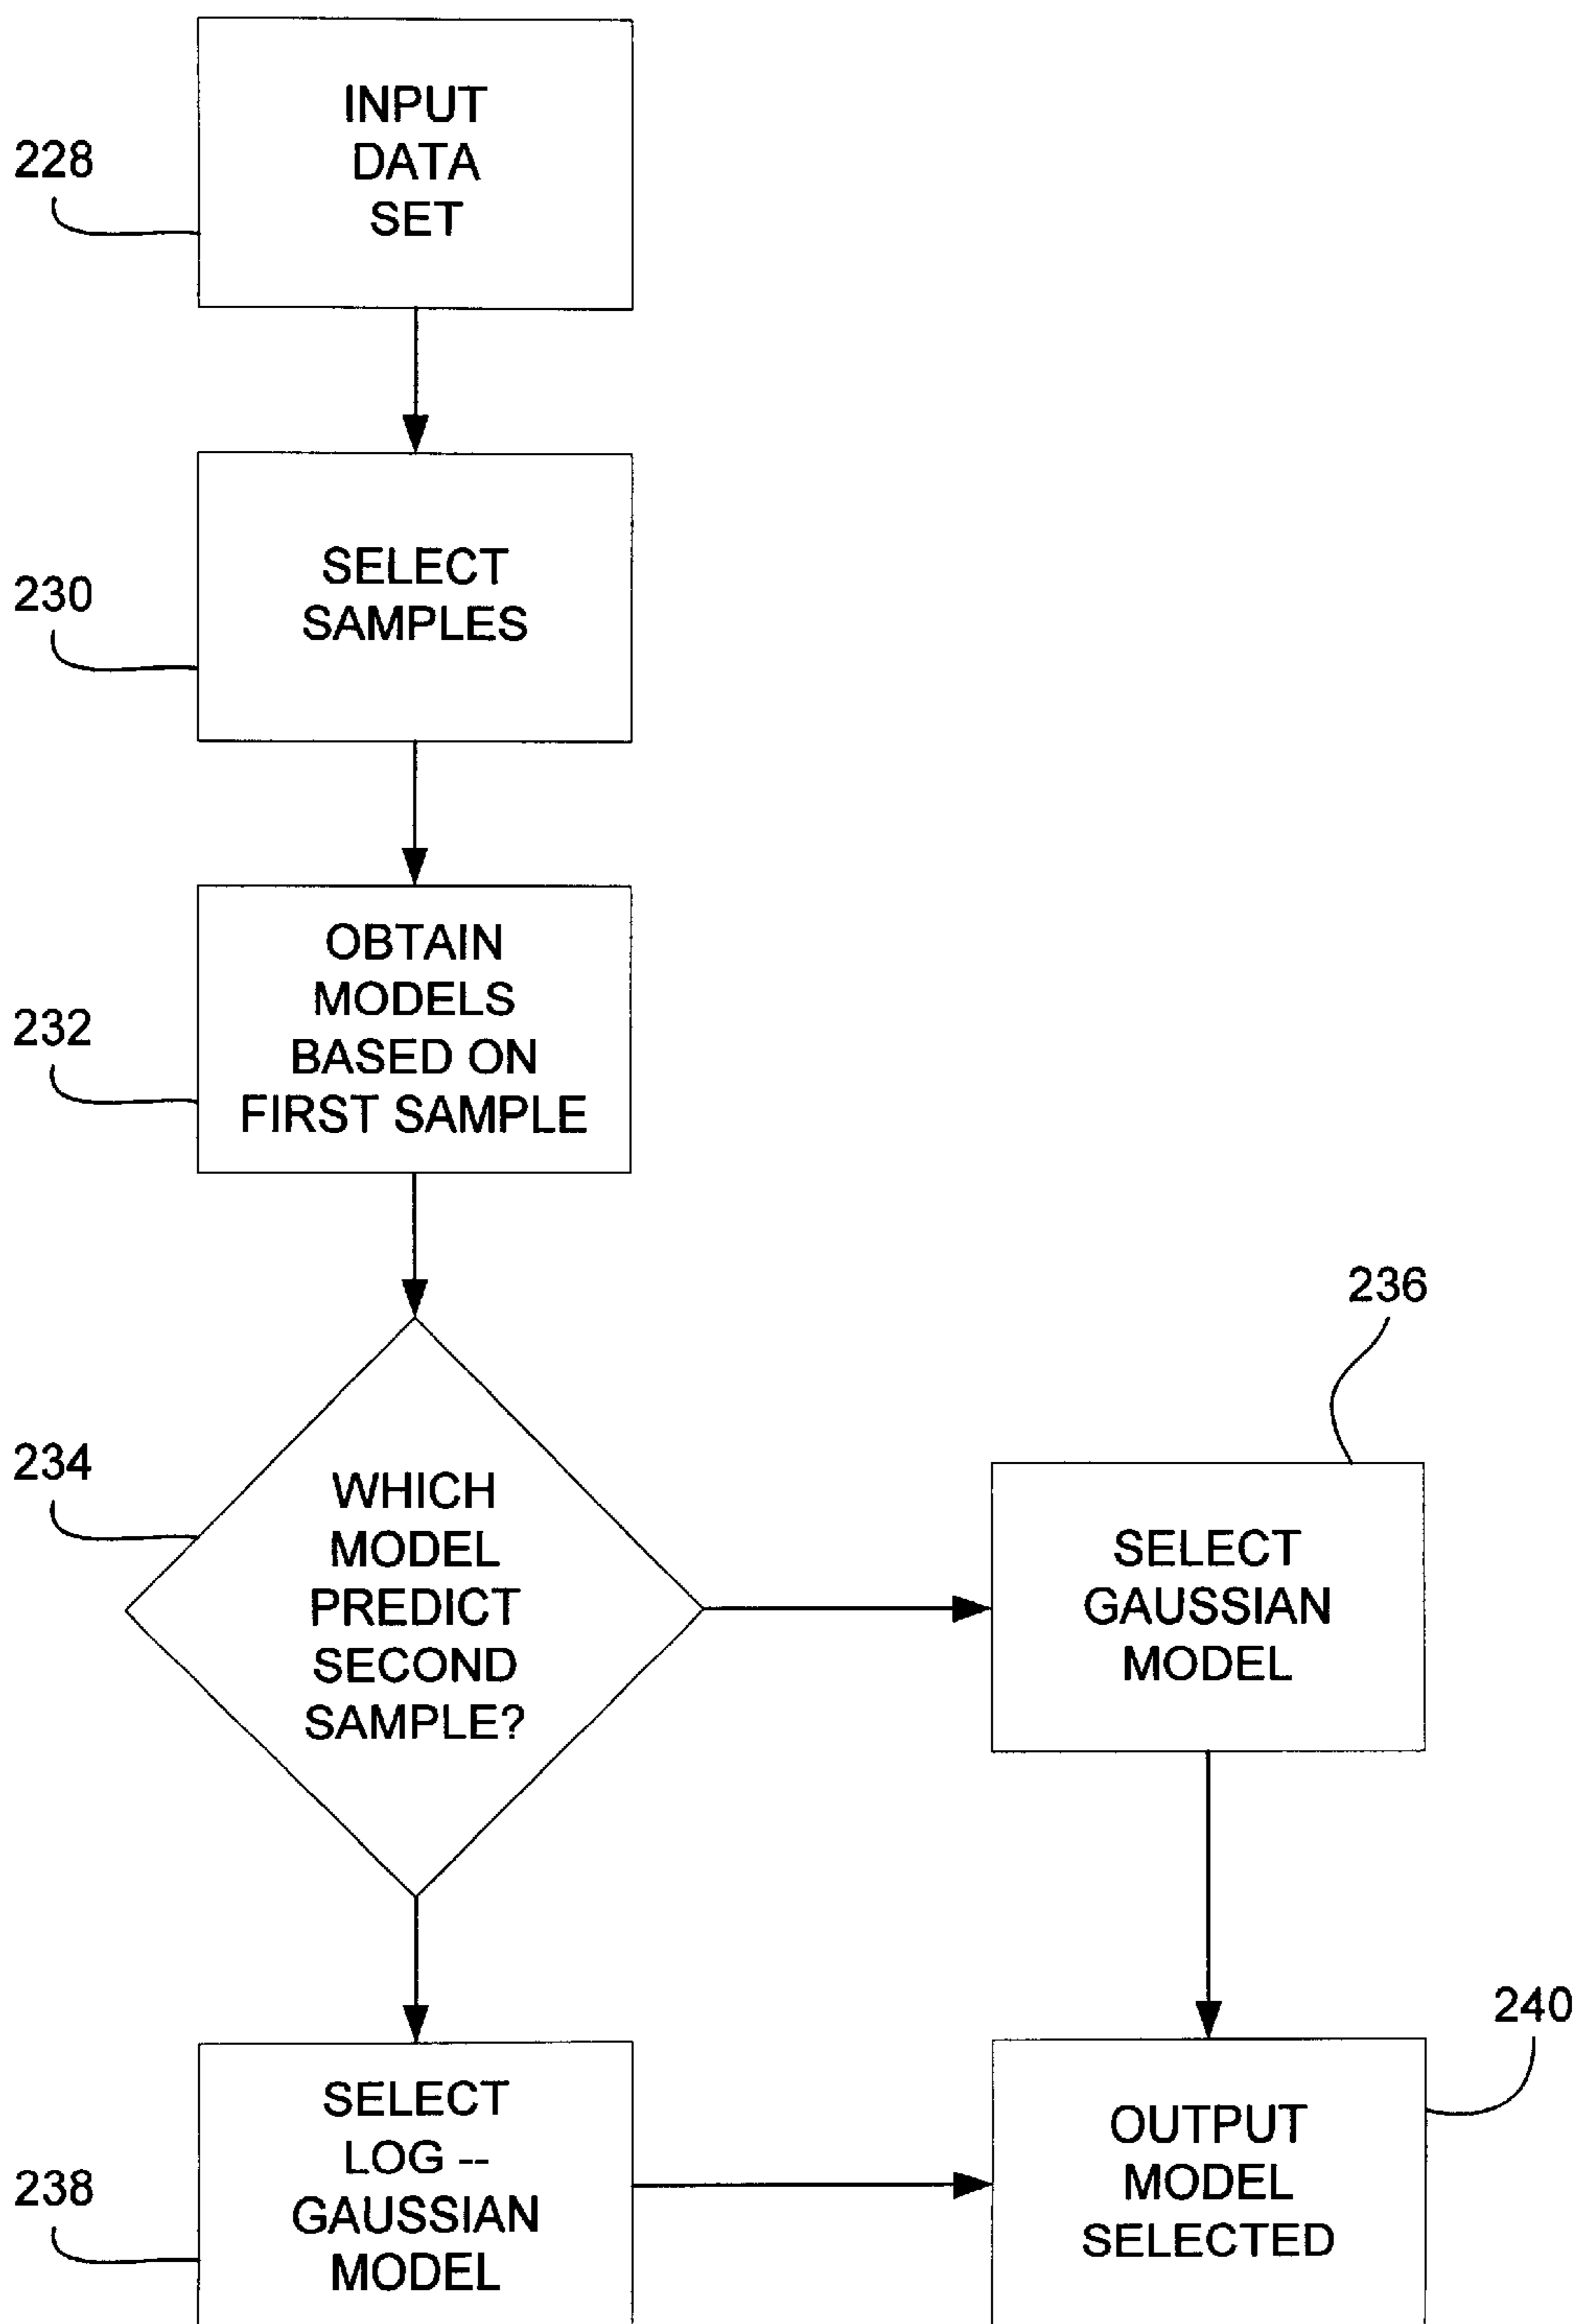 INPUT
DATA
SET
228
SELECT
SAMPLES
230
OBTAIN
MODELS
BASED ON
FIRST SAMPLE
232
WHICH
MODEL
PREDICT
SECOND
SAMPLE?
234
236
SELECT
GAUSSIAN
MODEL
SELECT
LOG --
GAUSSIAN
MODEL
238
240
OUTPUT
MODEL
SELECTED